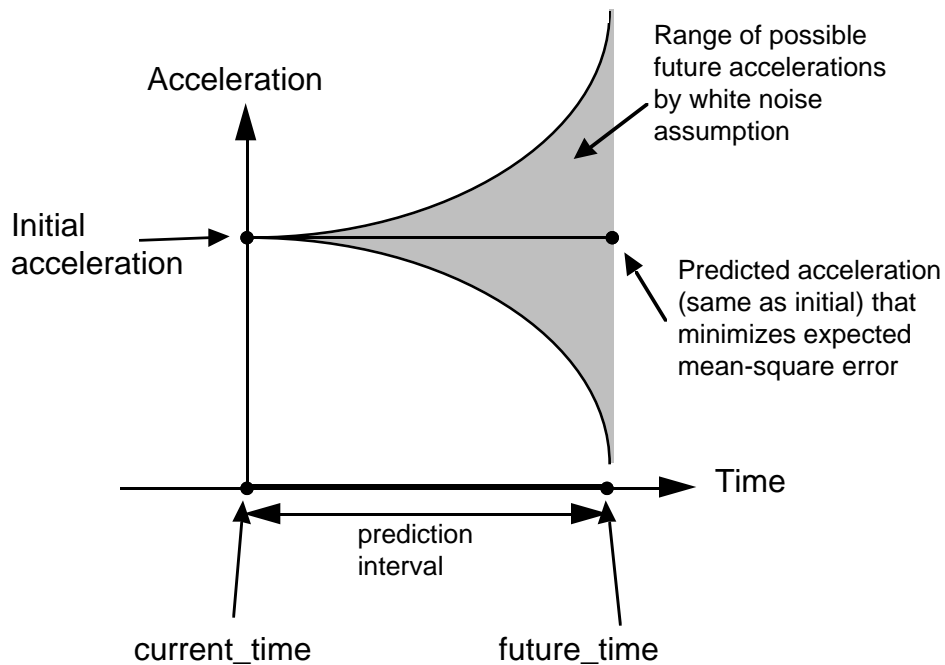 Range of possible
future accelerations
by white noise
assumption
Acceleration
Initial
acceleration
Predicted acceleration
(same as initial) that
minimizes expected
mean-square error
Time
prediction
interval
current_time
future_time